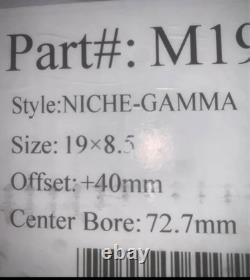 Part#: M19
Style:NICHE-GAMMA
Size: 19×8.5
Offset:+40mm
Center Bore: 72.7mm
ebay